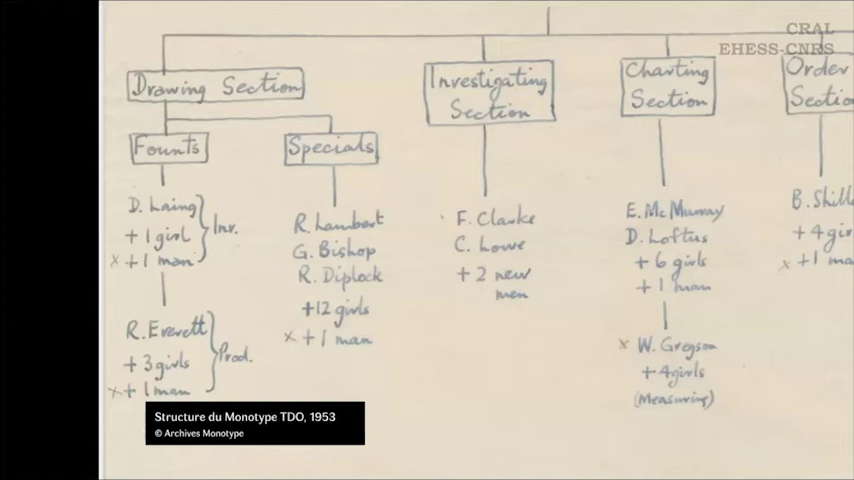 CRAL
EHESS-CNRS
Drawing Section
Founts
D. Laing
+ 1 girl
x + 1 man
Inv.
R. Everett
+ 3 girls
x + 1 man
Prod.
Specials
R. Lambert
G. Bishop
R. Diplock
+12 girls
x + 1 man
Investigating
Section
F. Clarke
C. Lowe
+ 2 new
men
Charting
Section
E. McMurray
D. Loftus
+ 6 girls
+ 1 man
x W. Gregson
+ 4 girls
(Measuring)
Order
Section
B. Shill
+ 4 gir
x + 1 ma
Structure du Monotype TDO, 1953
© Archives Monotype